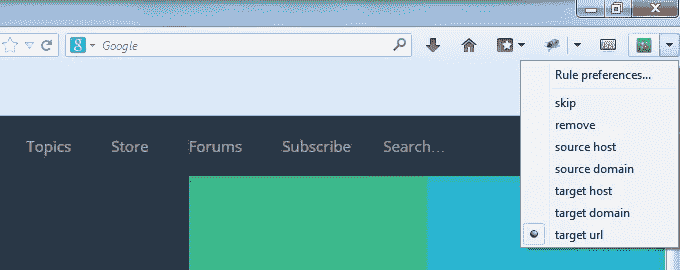 Google
Rule preferences...
skip
remove
source host
source domain
target host
target domain
target url
Topics Store Forums Subscribe Search...